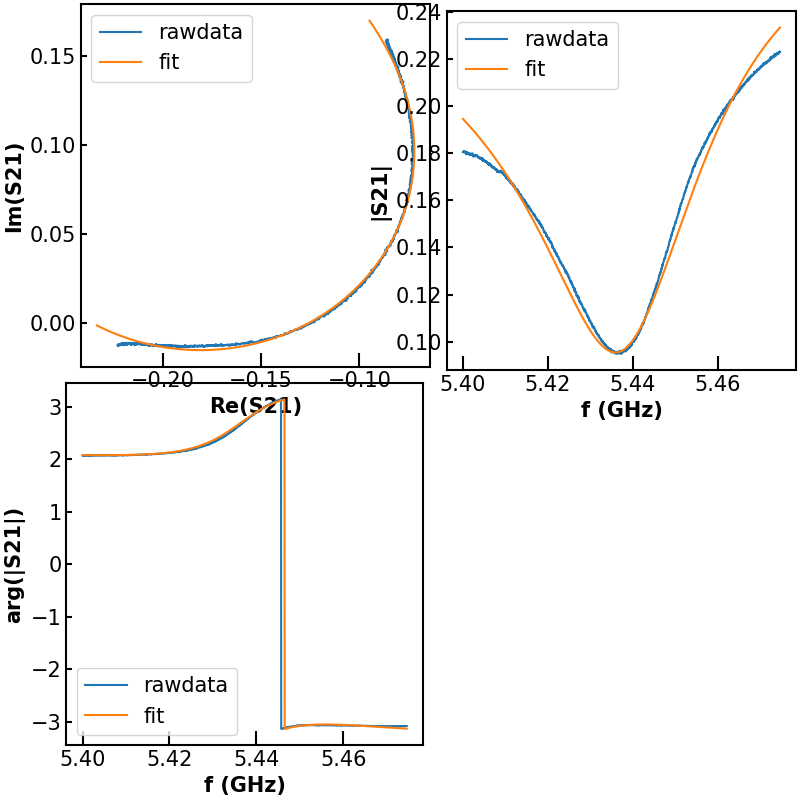 rawdata
fit
0.15
0.10
0.05
0.00
Im(S21)
−0.20
−0.15
−0.10
Re(S21)
rawdata
fit
0.24
0.22
0.20
0.18
0.16
0.14
0.12
0.10
|S21|
5.40
5.42
5.44
5.46
f (GHz)
3
2
1
0
−1
−2
−3
arg(|S21|)
rawdata
fit
5.40
5.42
5.44
5.46
f (GHz)